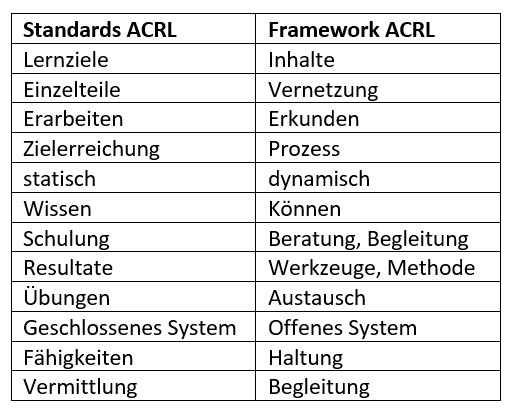 Standards ACRL Framework ACRL
Lernziele Inhalte
Einzelteile Vernetzung
Erarbeiten Erkunden
Zielerreichung Prozess
statisch dynamisch
Wissen Können
Schulung Beratung, Begleitung
Resultate Werkzeuge, Methode
Übungen Austausch
Geschlossenes System Offenes System
Fähigkeiten Haltung
Vermittlung Begleitung